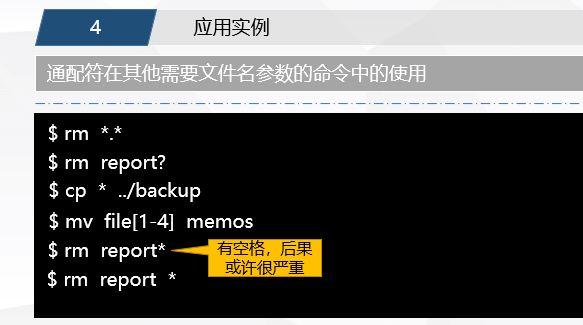 4 应用实例
通配符在其他需要文件名参数的命令中的使用
$ rm *.*
$ rm report?
$ cp * ../backup
$ mv file[1-4] memos
$ rm report*
有空格，后果
或许很严重
$ rm report *